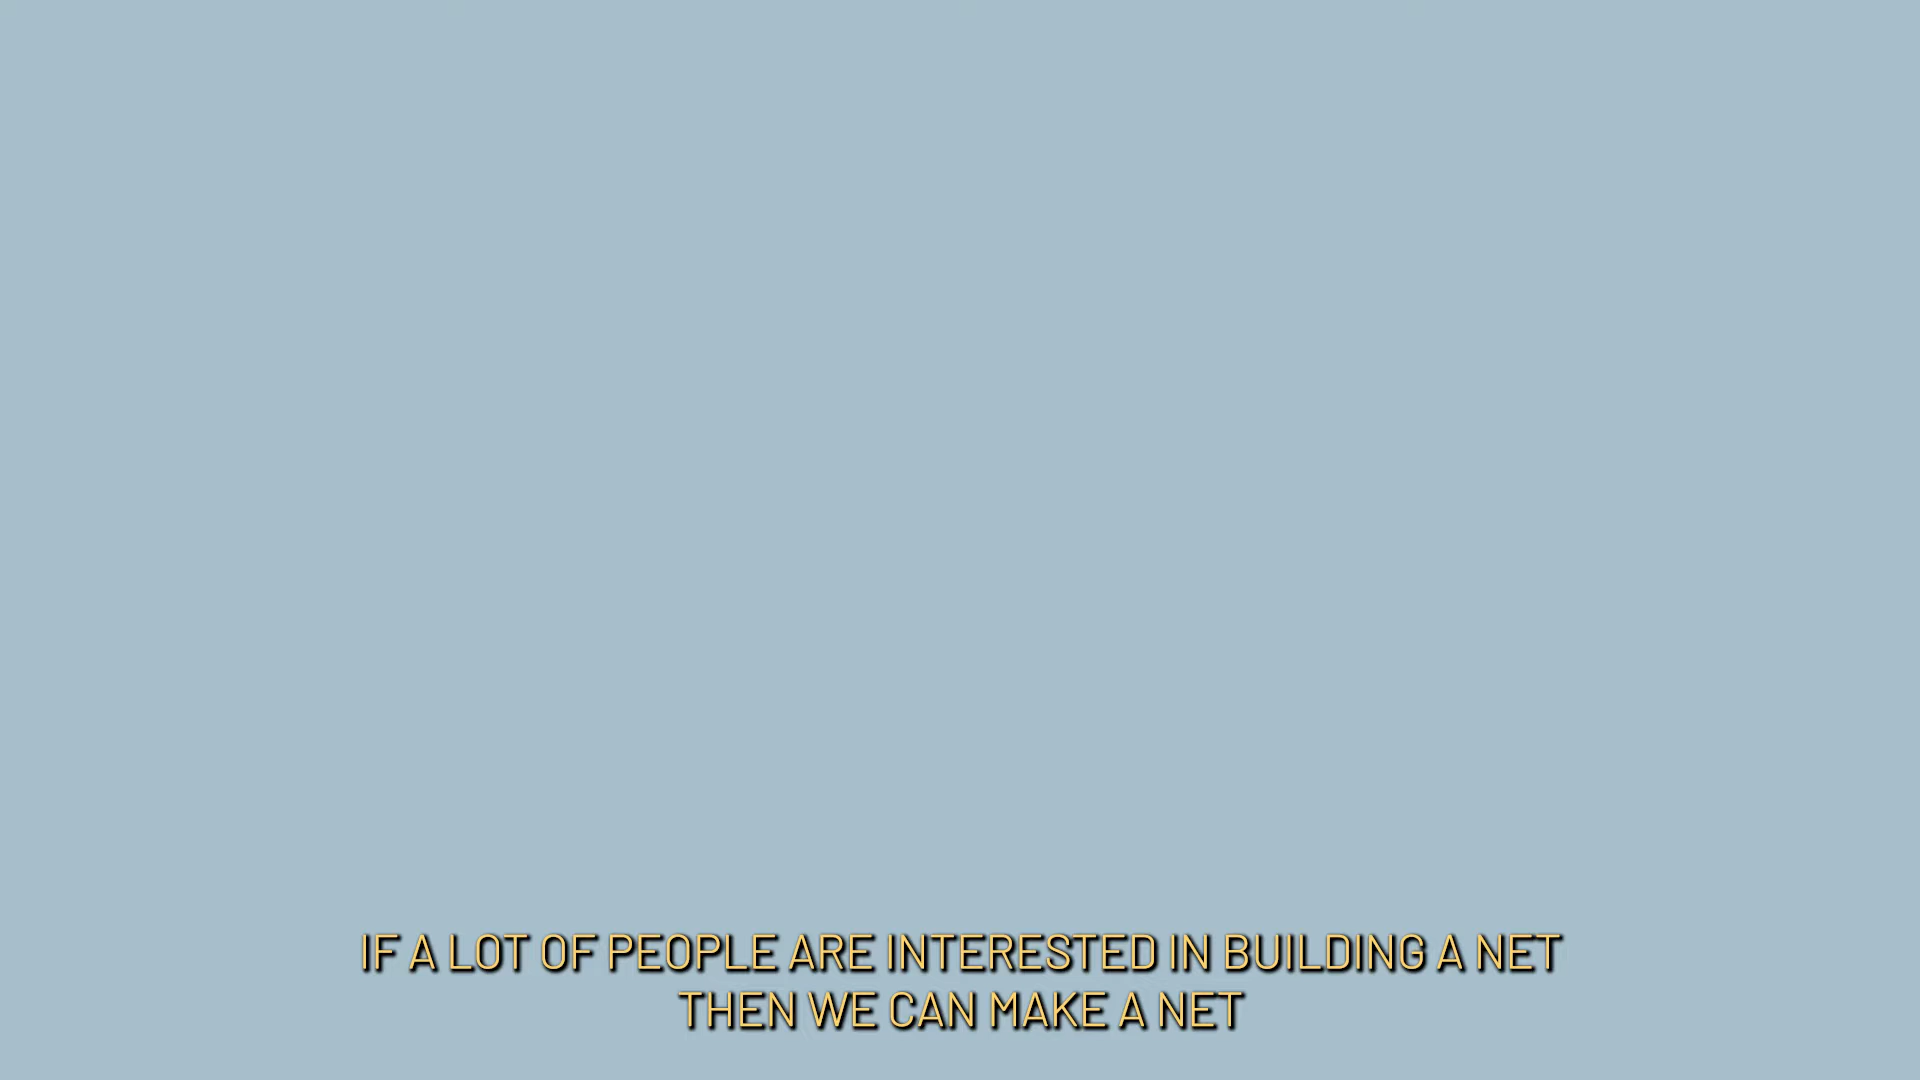 IF A LOT OF PEOPLE ARE INTERESTED IN BUILDING A NET
THEN WE CAN MAKE A NET